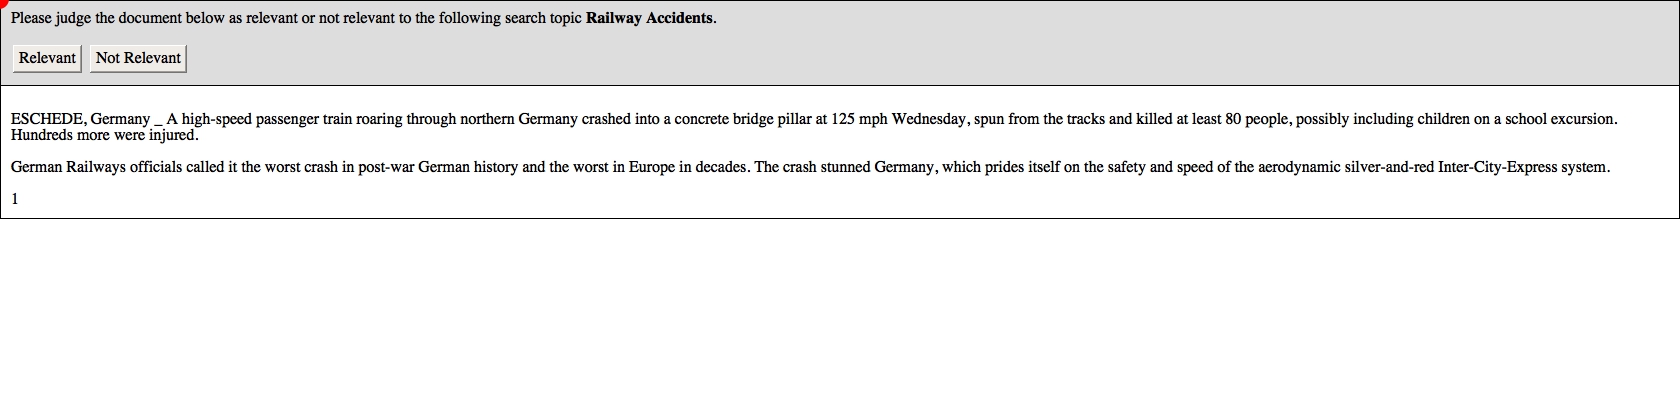 Please judge the document below as relevant or not relevant to the following search topic Railway Accidents.
Relevant Not Relevant
ESCHEDE, Germany _ A high-speed passenger train roaring through northern Germany crashed into a concrete bridge pillar at 125 mph Wednesday, spun from the tracks and killed at least 80 people, possibly including children on a school excursion.
Hundreds more were injured.
German Railways officials called it the worst crash in post-war German history and the worst in Europe in decades. The crash stunned Germany, which prides itself on the safety and speed of the aerodynamic silver-and-red Inter-City-Express system.
1